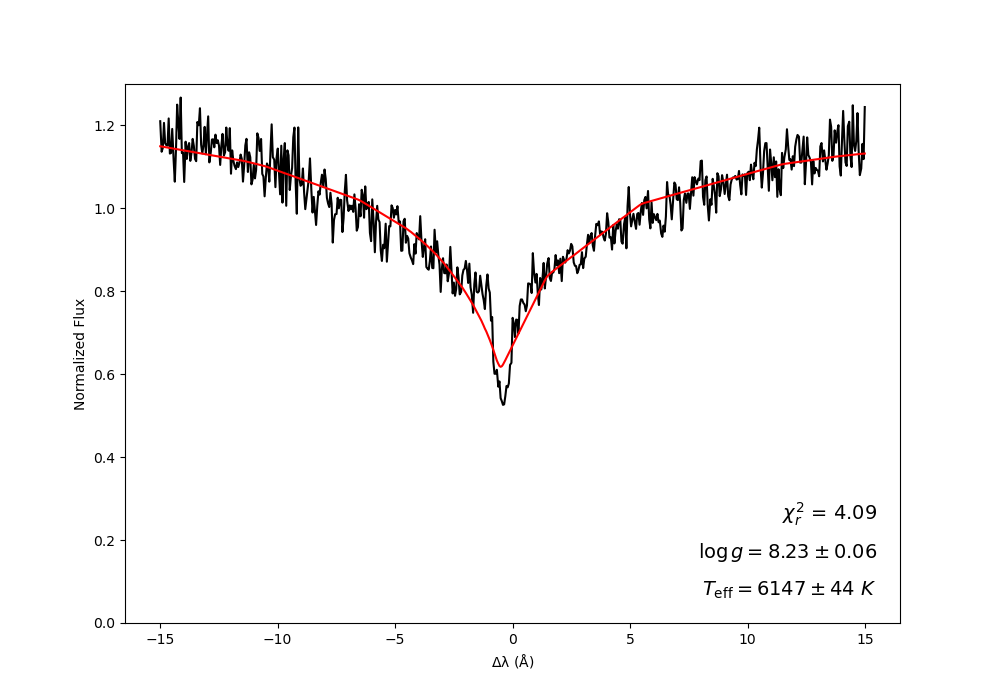 1.2
1.0
0.8
0.6
0.4
0.2
0.0
Normalized Flux
χ²ᵣ = 4.09
log g = 8.23 ± 0.06
T_eff = 6147 ± 44 K
−15 −10 −5 0 5 10 15
Δλ (Å)